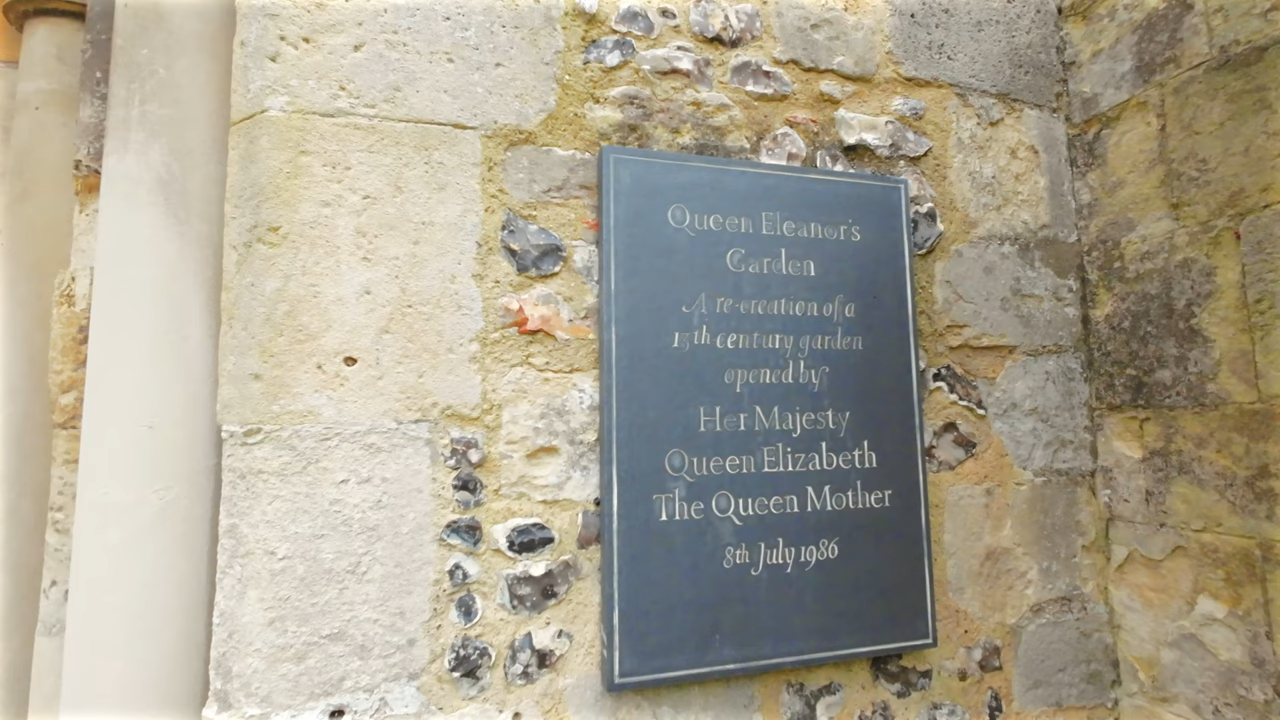 Queen Eleanor's
Garden
A re-creation of a
13th century garden
opened by
Her Majesty
Queen Elizabeth
The Queen Mother
8th July 1986